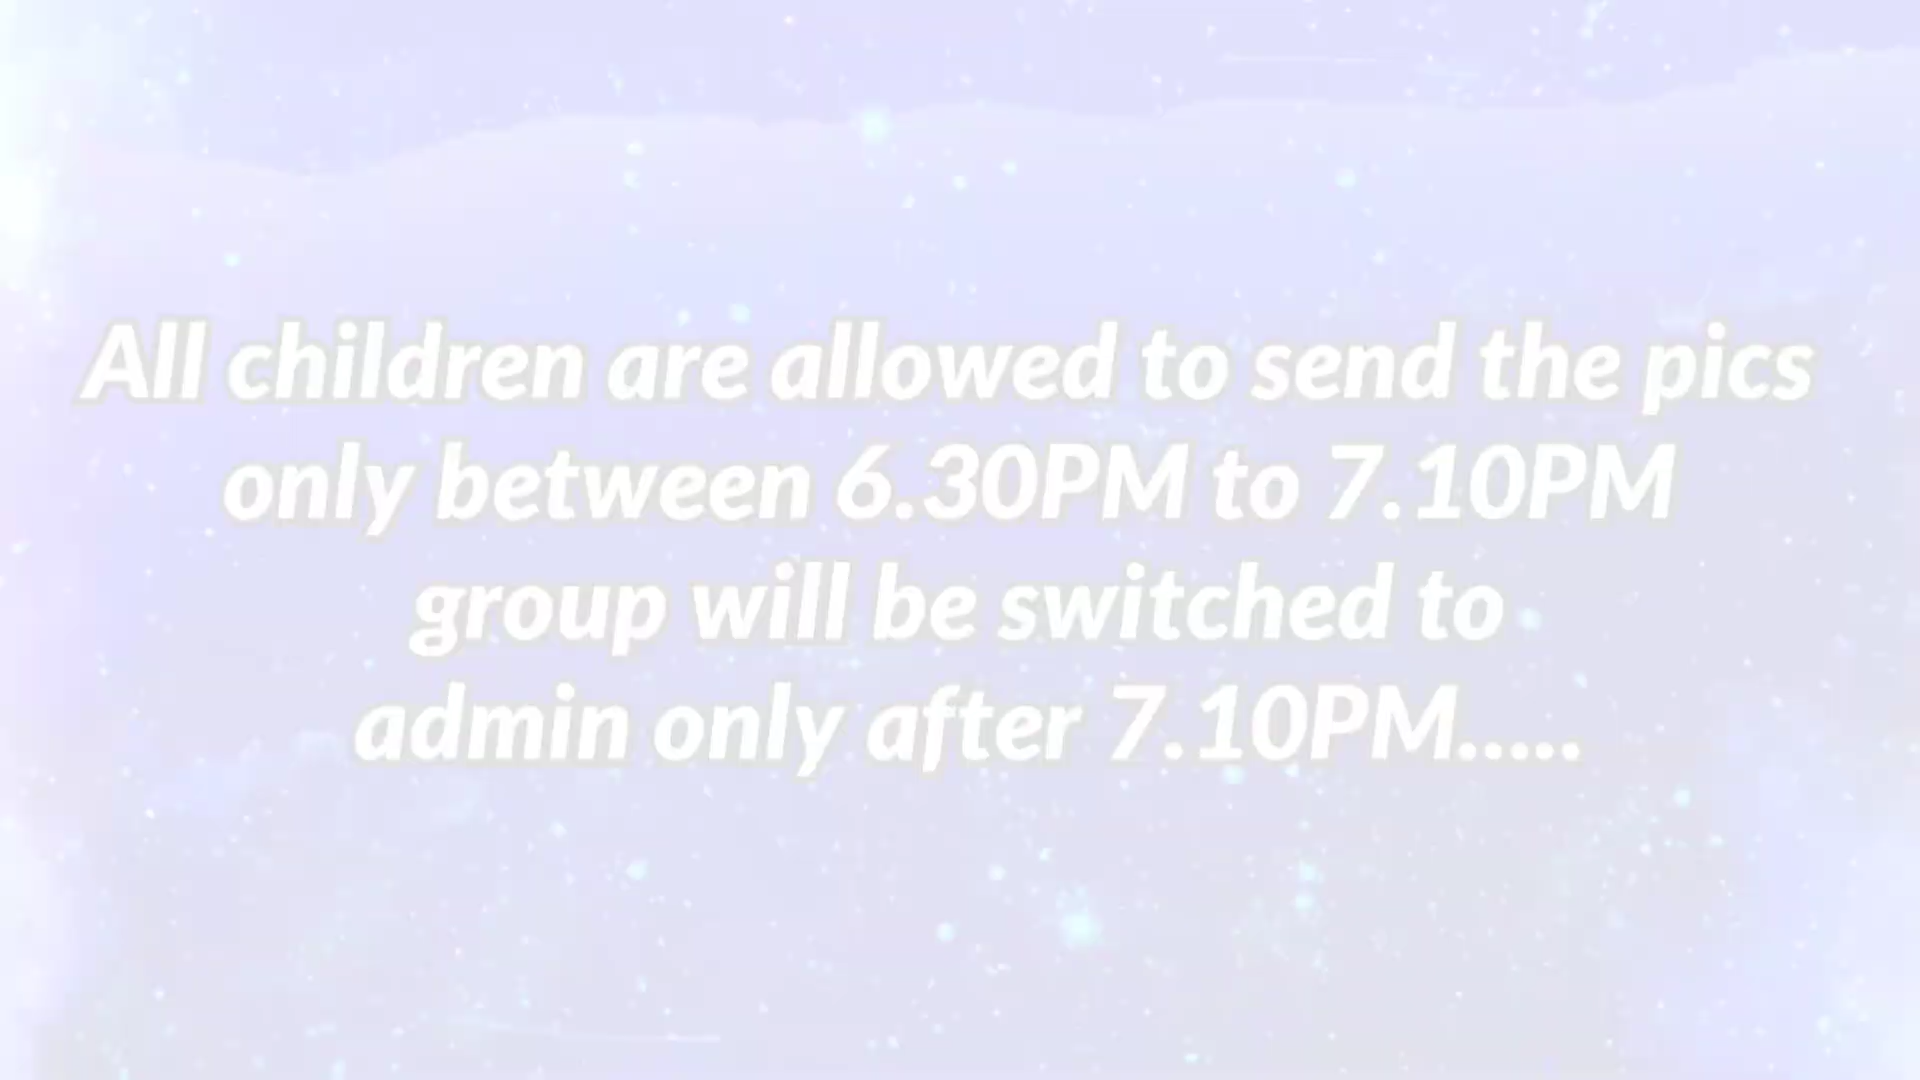 All children are allowed to send the pics
only between 6.30PM to 7.10PM
group will be switched to
admin only after 7.10PM.....